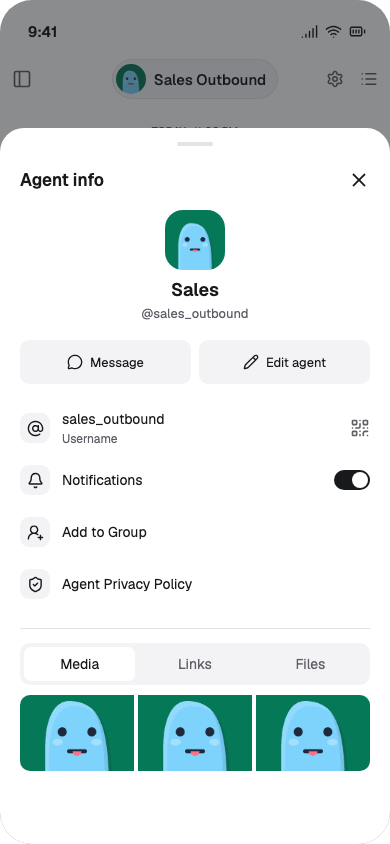 9:41
Sales Outbound
Agent info
Sales
@sales_outbound
Message
Edit agent
sales_outbound
Username
Notifications
Add to Group
Agent Privacy Policy
Media
Links
Files